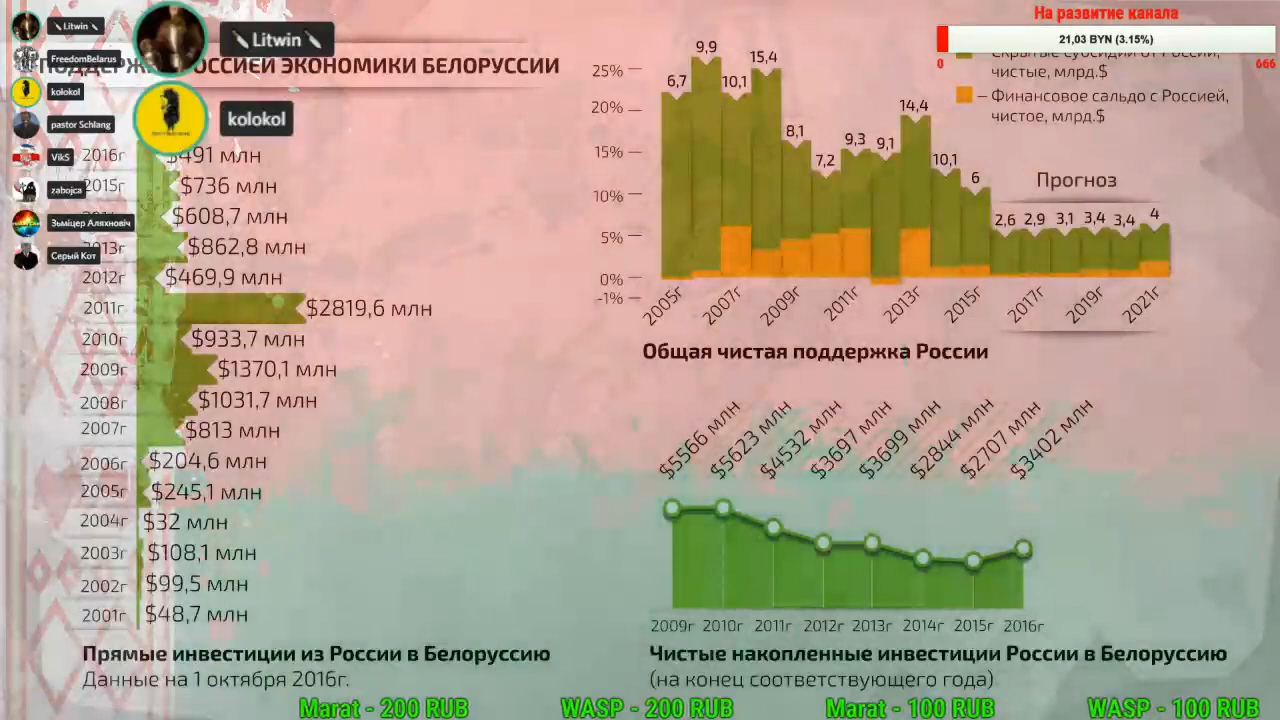 Litwin
FreedomBelarus
kolokol
pastor Schlang
VikS
zabojca
Зьміцер Аляхновіч
Серый Кот
Litwin
kolokol
РОССИЕЙ ЭКОНОМИКИ БЕЛОРУССИИ
2016г $491 млн
2015г $736 млн
$608,7 млн
$862,8 млн
2012г $469,9 млн
2011г $2819,6 млн
2010г $933,7 млн
2009г $1370,1 млн
2008г $1031,7 млн
2007г $813 млн
2006г $204,6 млн
2005г $245,1 млн
2004г $32 млн
2003г $108,1 млн
2002г $99,5 млн
2001г $48,7 млн
Прямые инвестиции из России в Белоруссию
Данные на 1 октября 2016г.
На развитие канала
21,03 BYN (3.15%)
0 666
чистые, млрд.$
– Финансовое сальдо с Россией,
чистое, млрд.$
25%
20%
15%
10%
5%
0%
-1%
6,7 9,9 10,1 15,4 8,1 7,2 9,3 9,1 14,4 10,1 6
Прогноз
2,6 2,9 3,1 3,4 3,4 4
2005г 2007г 2009г 2011г 2013г 2015г 2017г 2019г 2021г
Общая чистая поддержка России
$5566 млн $5623 млн $4532 млн $3697 млн $3699 млн $2844 млн $2707 млн $3402 млн
2009г 2010г 2011г 2012г 2013г 2014г 2015г 2016г
Чистые накопленные инвестиции России в Белоруссию
(на конец соответствующего года)
Marat - 200 RUB WASP - 200 RUB Marat - 100 RUB WASP - 100 RUB